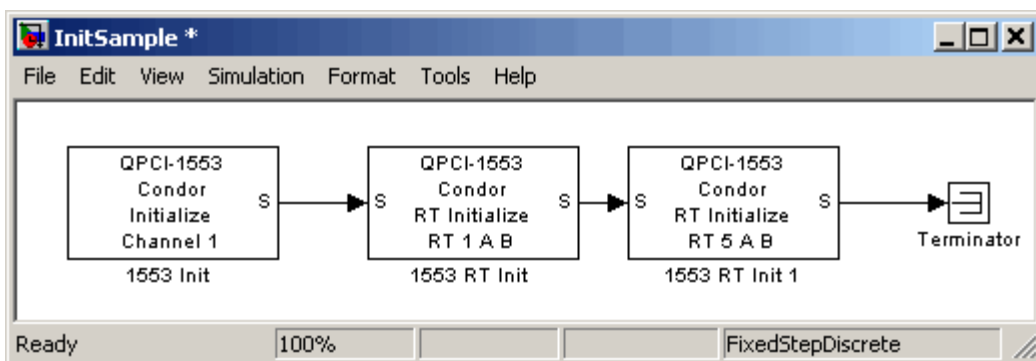 InitSample *
File Edit View Simulation Format Tools Help
QPCI-1553
Condor
Initialize
Channel 1
S
1553 Init
S
QPCI-1553
Condor
RT Initialize
RT 1 A B
S
1553 RT Init
S
QPCI-1553
Condor
RT Initialize
RT 5 A B
S
1553 RT Init 1
Terminator
Ready 100% FixedStepDiscrete